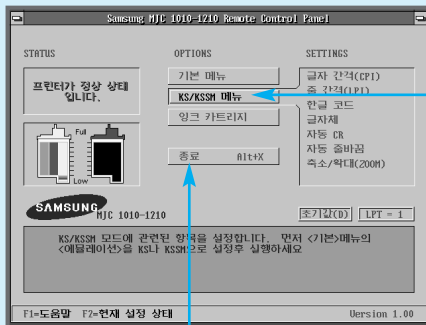 Samsung MJC 1010-1210 Remote Control Panel
STATUS
프린터가 정상 상태
입니다.
Full
Low
OPTIONS
기본 메뉴
KS/KSSM 메뉴
잉크 카트리지
종료 Alt+X
SETTINGS
글자 간격(CPI)
줄 간격(LPI)
한글 코드
글자체
자동 CR
자동 줄바꿈
축소/확대(ZOOM)
SAMSUNG
MJC 1010-1210
초기값(D) LPT = 1
KS/KSSM 모드에 관련된 항목을 설정합니다. 먼저 <기본>메뉴의
<에뮬레이션>을 KS나 KSSM으로 설정후 실행하세요
F1=도움말 F2=현재 설정 상태 Version 1.00